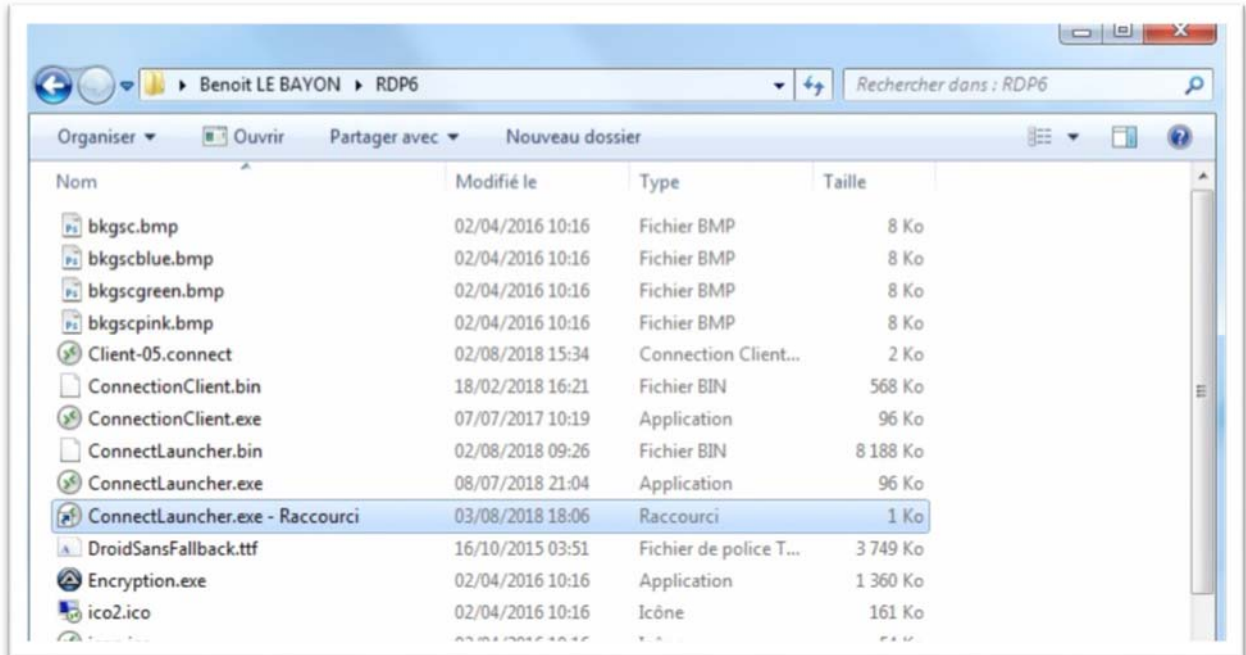 Benoit LE BAYON RDP6 Rechercher dans : RDP6
Organiser Ouvrir Partager avec Nouveau dossier
Nom Modifié le Type Taille
bkgsc.bmp 02/04/2016 10:16 Fichier BMP 8 Ko
bkgscblue.bmp 02/04/2016 10:16 Fichier BMP 8 Ko
bkgscgreen.bmp 02/04/2016 10:16 Fichier BMP 8 Ko
bkgscpink.bmp 02/04/2016 10:16 Fichier BMP 8 Ko
Client-05.connect 02/08/2018 15:34 Connection Client... 2 Ko
ConnectionClient.bin 18/02/2018 16:21 Fichier BIN 568 Ko
ConnectionClient.exe 07/07/2017 10:19 Application 96 Ko
ConnectLauncher.bin 02/08/2018 09:26 Fichier BIN 8 188 Ko
ConnectLauncher.exe 08/07/2018 21:04 Application 96 Ko
ConnectLauncher.exe - Raccourci 03/08/2018 18:06 Raccourci 1 Ko
DroidSansFallback.ttf 16/10/2015 03:51 Fichier de police T... 3 749 Ko
Encryption.exe 02/04/2016 10:16 Application 1 360 Ko
ico2.ico 02/04/2016 10:16 Icône 161 Ko